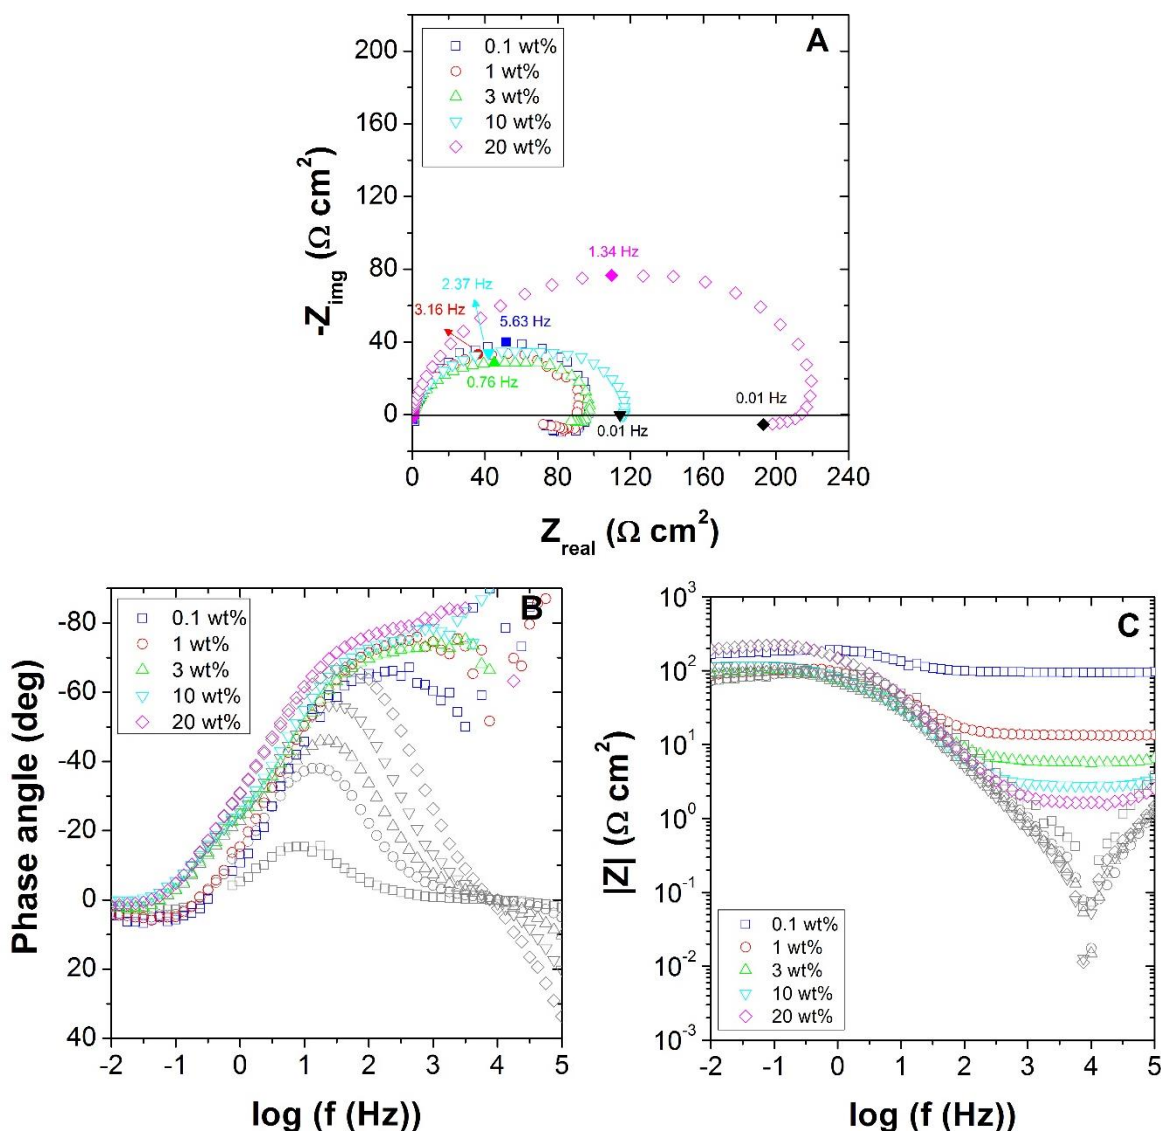 A
0.1 wt%
1 wt%
3 wt%
10 wt%
20 wt%
-Z_img (Ω cm²)
220
180
140
100
80
40
0
1.34 Hz
2.37 Hz
3.16 Hz
5.63 Hz
0.76 Hz
0.01 Hz
0.01 Hz
0 40 80 120 160 200 240
Z_real (Ω cm²)
B
0.1 wt%
1 wt%
3 wt%
10 wt%
20 wt%
Phase angle (deg)
-80
-60
-40
-20
0
20
40
-2 -1 0 1 2 3 4 5
log (f (Hz))
C
|Z| (Ω cm²)
10³
10²
10¹
10⁰
10⁻¹
10⁻²
10⁻³
0.1 wt%
1 wt%
3 wt%
10 wt%
20 wt%
-2 -1 0 1 2 3 4 5
log (f (Hz))